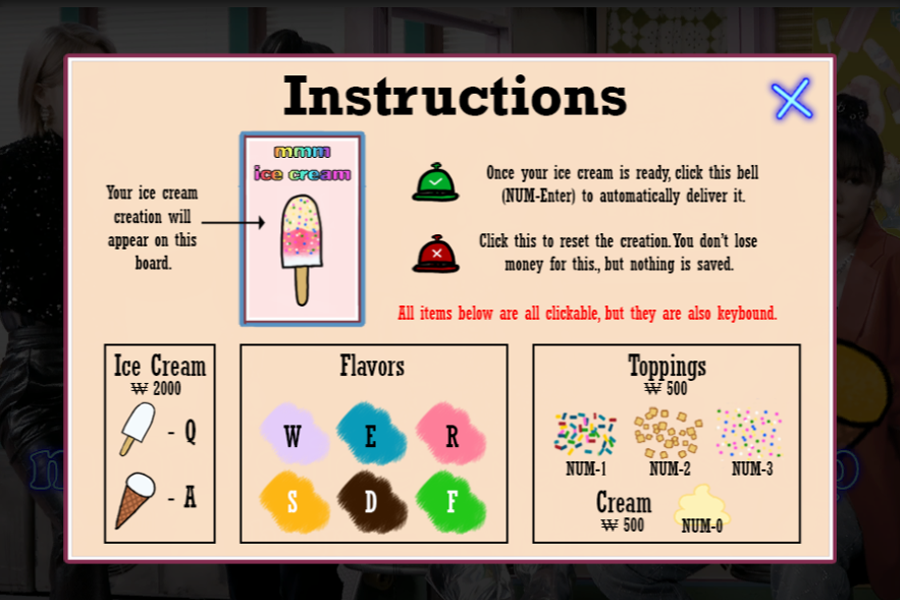 Instructions
mmm
ice cream
Your ice cream
creation will
appear on this
board.
Once your ice cream is ready, click this bell
(NUM-Enter) to automatically deliver it.
Click this to reset the creation. You don't lose
money for this., but nothing is saved.
All items below are all clickable, but they are also keybound.
Ice Cream
₩ 2000
- Q
- A
Flavors
W E R
S D F
Toppings
₩ 500
NUM-1 NUM-2 NUM-3
Cream
₩ 500
NUM-0